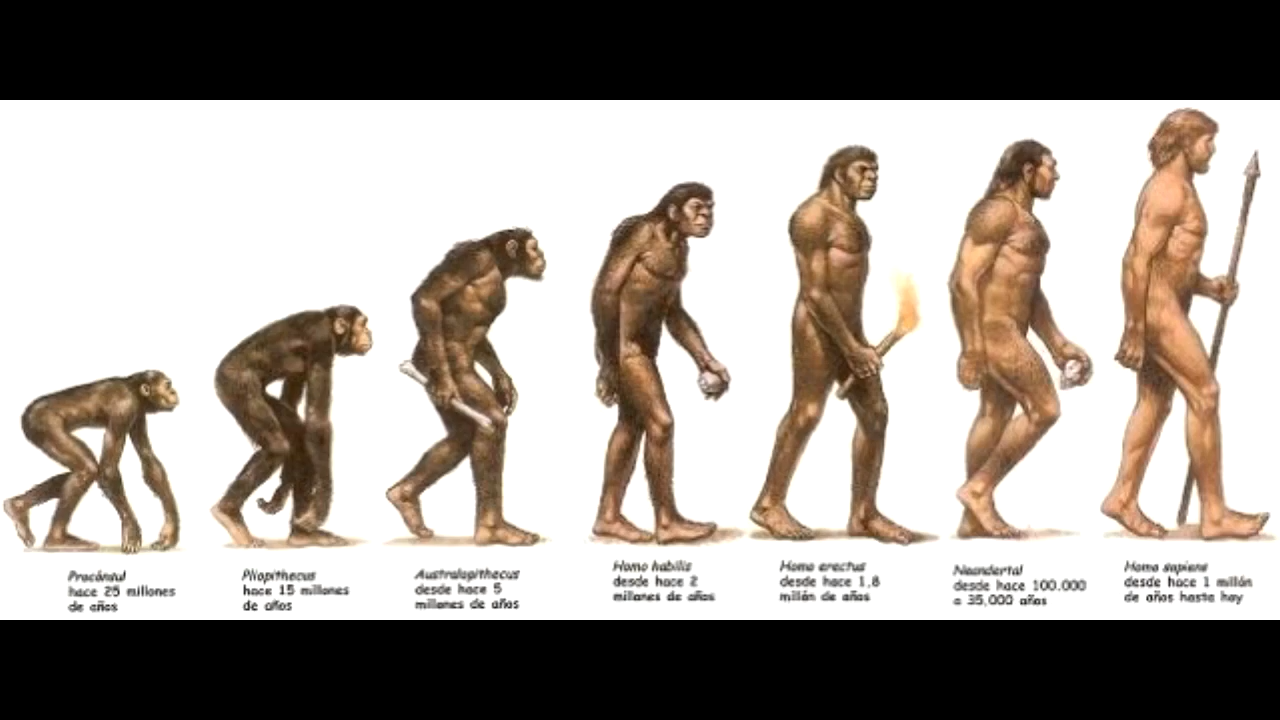 Procónsul
hace 25 millones
de años
Pliopithecus
hace 15 millones
de años
Australopithecus
desde hace 5
millones de años
Homo habilis
desde hace 2
millones de años
Homo erectus
desde hace 1,8
millón de años
Neandertal
desde hace 100.000
a 35,000 años
Homo sapiens
desde hace 1 millón
de años hasta hoy